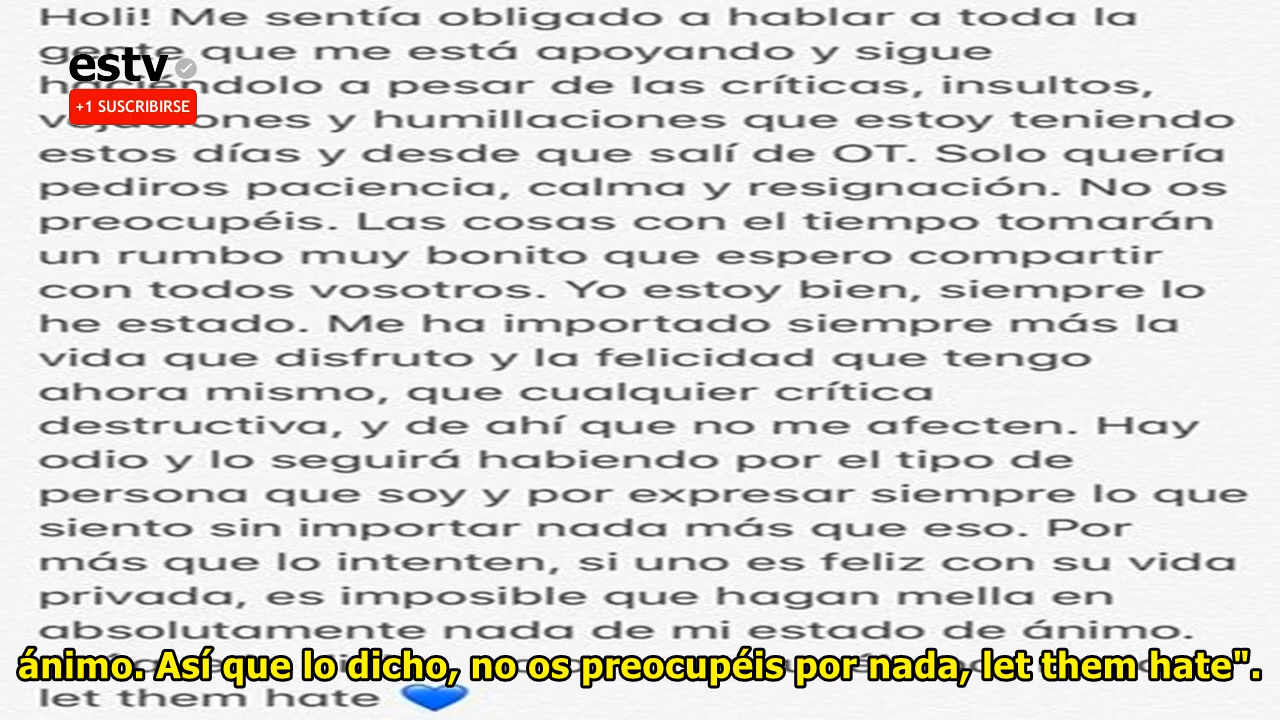 Holi! Me sentía obligado a hablar a toda la
gente que me está apoyando y sigue
haciéndolo a pesar de las críticas, insultos,
vejaciones y humillaciones que estoy teniendo
estos días y desde que salí de OT. Solo quería
pediros paciencia, calma y resignación. No os
preocupéis. Las cosas con el tiempo tomarán
un rumbo muy bonito que espero compartir
con todos vosotros. Yo estoy bien, siempre lo
he estado. Me ha importado siempre más la
vida que disfruto y la felicidad que tengo
ahora mismo, que cualquier crítica
destructiva, y de ahí que no me afecten. Hay
odio y lo seguirá habiendo por el tipo de
persona que soy y por expresar siempre lo que
siento sin importar nada más que eso. Por
más que lo intenten, si uno es feliz con su vida
privada, es imposible que hagan mella en
absolutamente nada de mi estado de ánimo.
let them hate 💙
estv
+1 SUSCRIBIRSE
ánimo. Así que lo dicho, no os preocupéis por nada, let them hate".